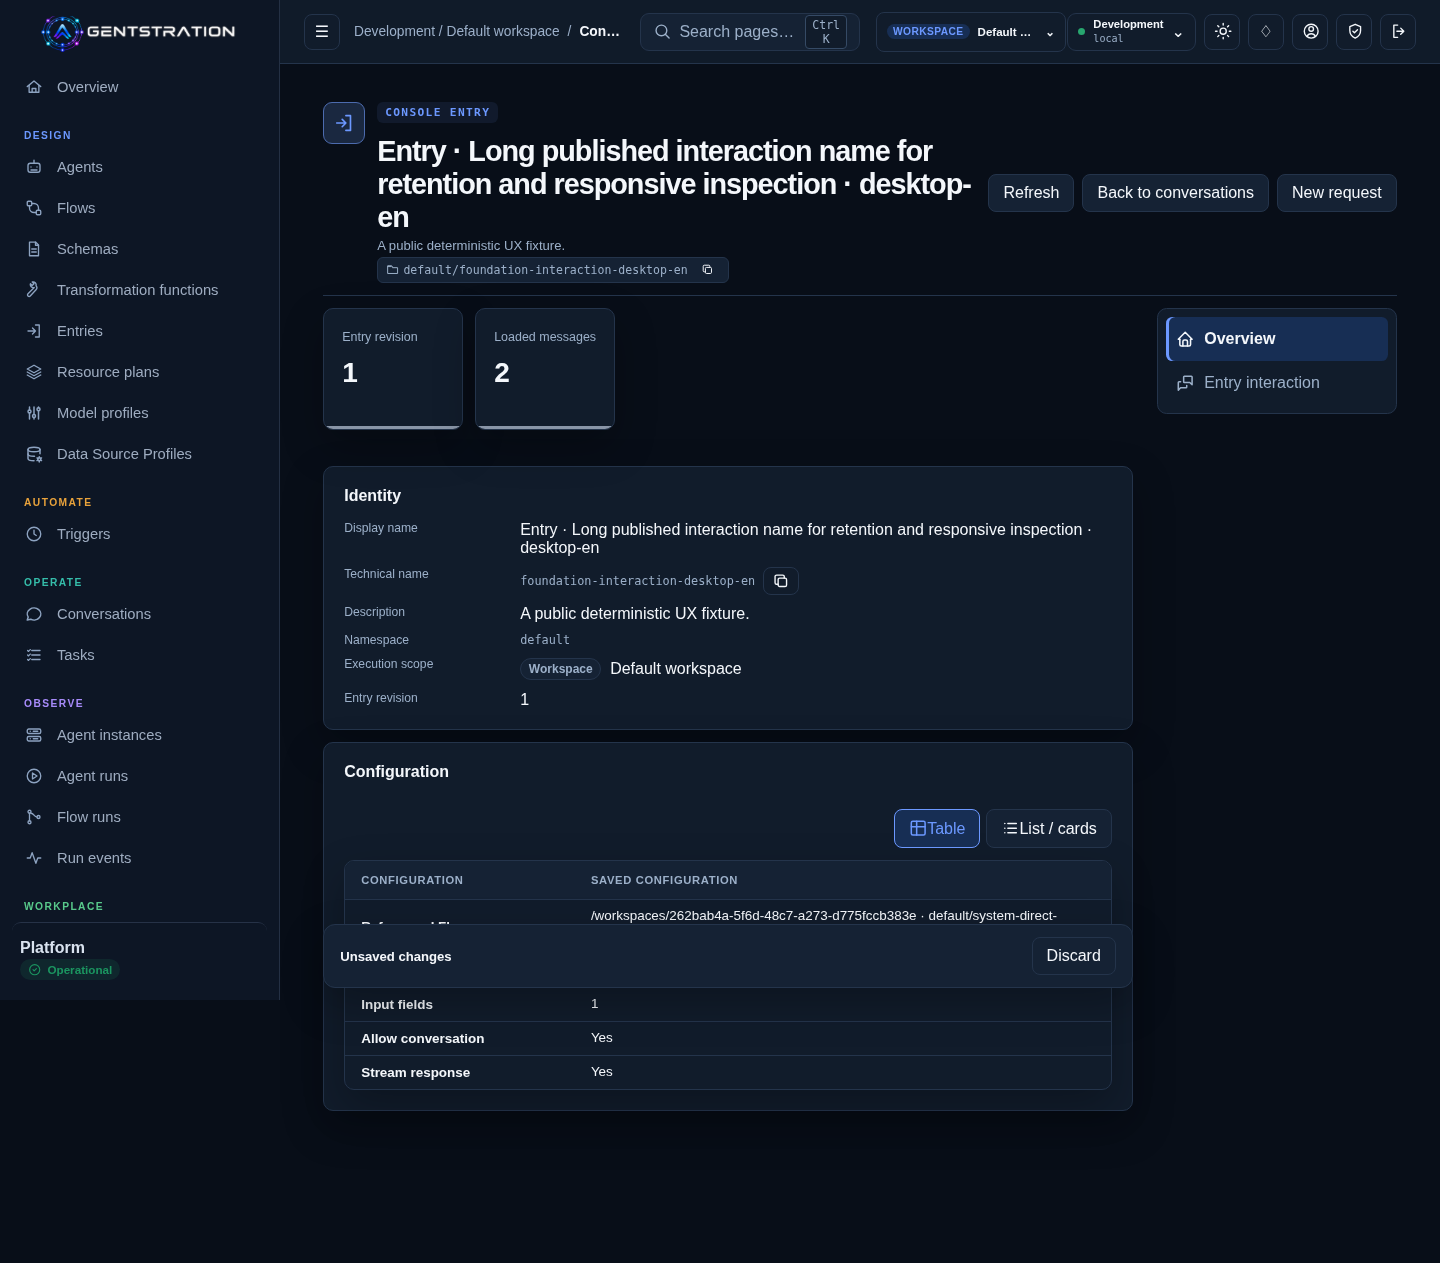 GENTSTRATION
☰
Development / Default workspace / Con…
Search pages…
Ctrl K
WORKSPACE Default …
Development
local
Overview
DESIGN
Agents
Flows
Schemas
Transformation functions
Entries
Resource plans
Model profiles
Data Source Profiles
AUTOMATE
Triggers
OPERATE
Conversations
Tasks
OBSERVE
Agent instances
Agent runs
Flow runs
Run events
WORKPLACE
Platform
Operational
CONSOLE ENTRY
Entry · Long published interaction name for
retention and responsive inspection · desktop-
en
A public deterministic UX fixture.
default/foundation-interaction-desktop-en
Refresh
Back to conversations
New request
Entry revision
1
Loaded messages
2
Overview
Entry interaction
Identity
Display name
Entry · Long published interaction name for retention and responsive inspection ·
desktop-en
Technical name
foundation-interaction-desktop-en
Description
A public deterministic UX fixture.
Namespace
default
Execution scope
Workspace Default workspace
Entry revision
1
Configuration
Table
List / cards
CONFIGURATION
SAVED CONFIGURATION
/workspaces/262bab4a-5f6d-48c7-a273-d775fccb383e · default/system-direct-
Unsaved changes
Discard
Input fields
1
Allow conversation
Yes
Stream response
Yes